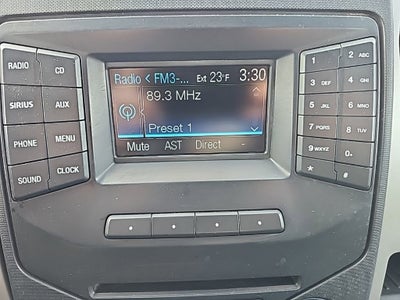 RADIO CD
SIRIUS AUX
PHONE MENU
SOUND CLOCK
Radio < FM3-... Ext 23°F 3:30
89.3 MHz
Preset 1
Mute AST Direct -
1 2 ABC
3 DEF 4 GHI
5 JKL 6 MNO
7 PQRS 8 TUV
9 WXYZ 0
* #